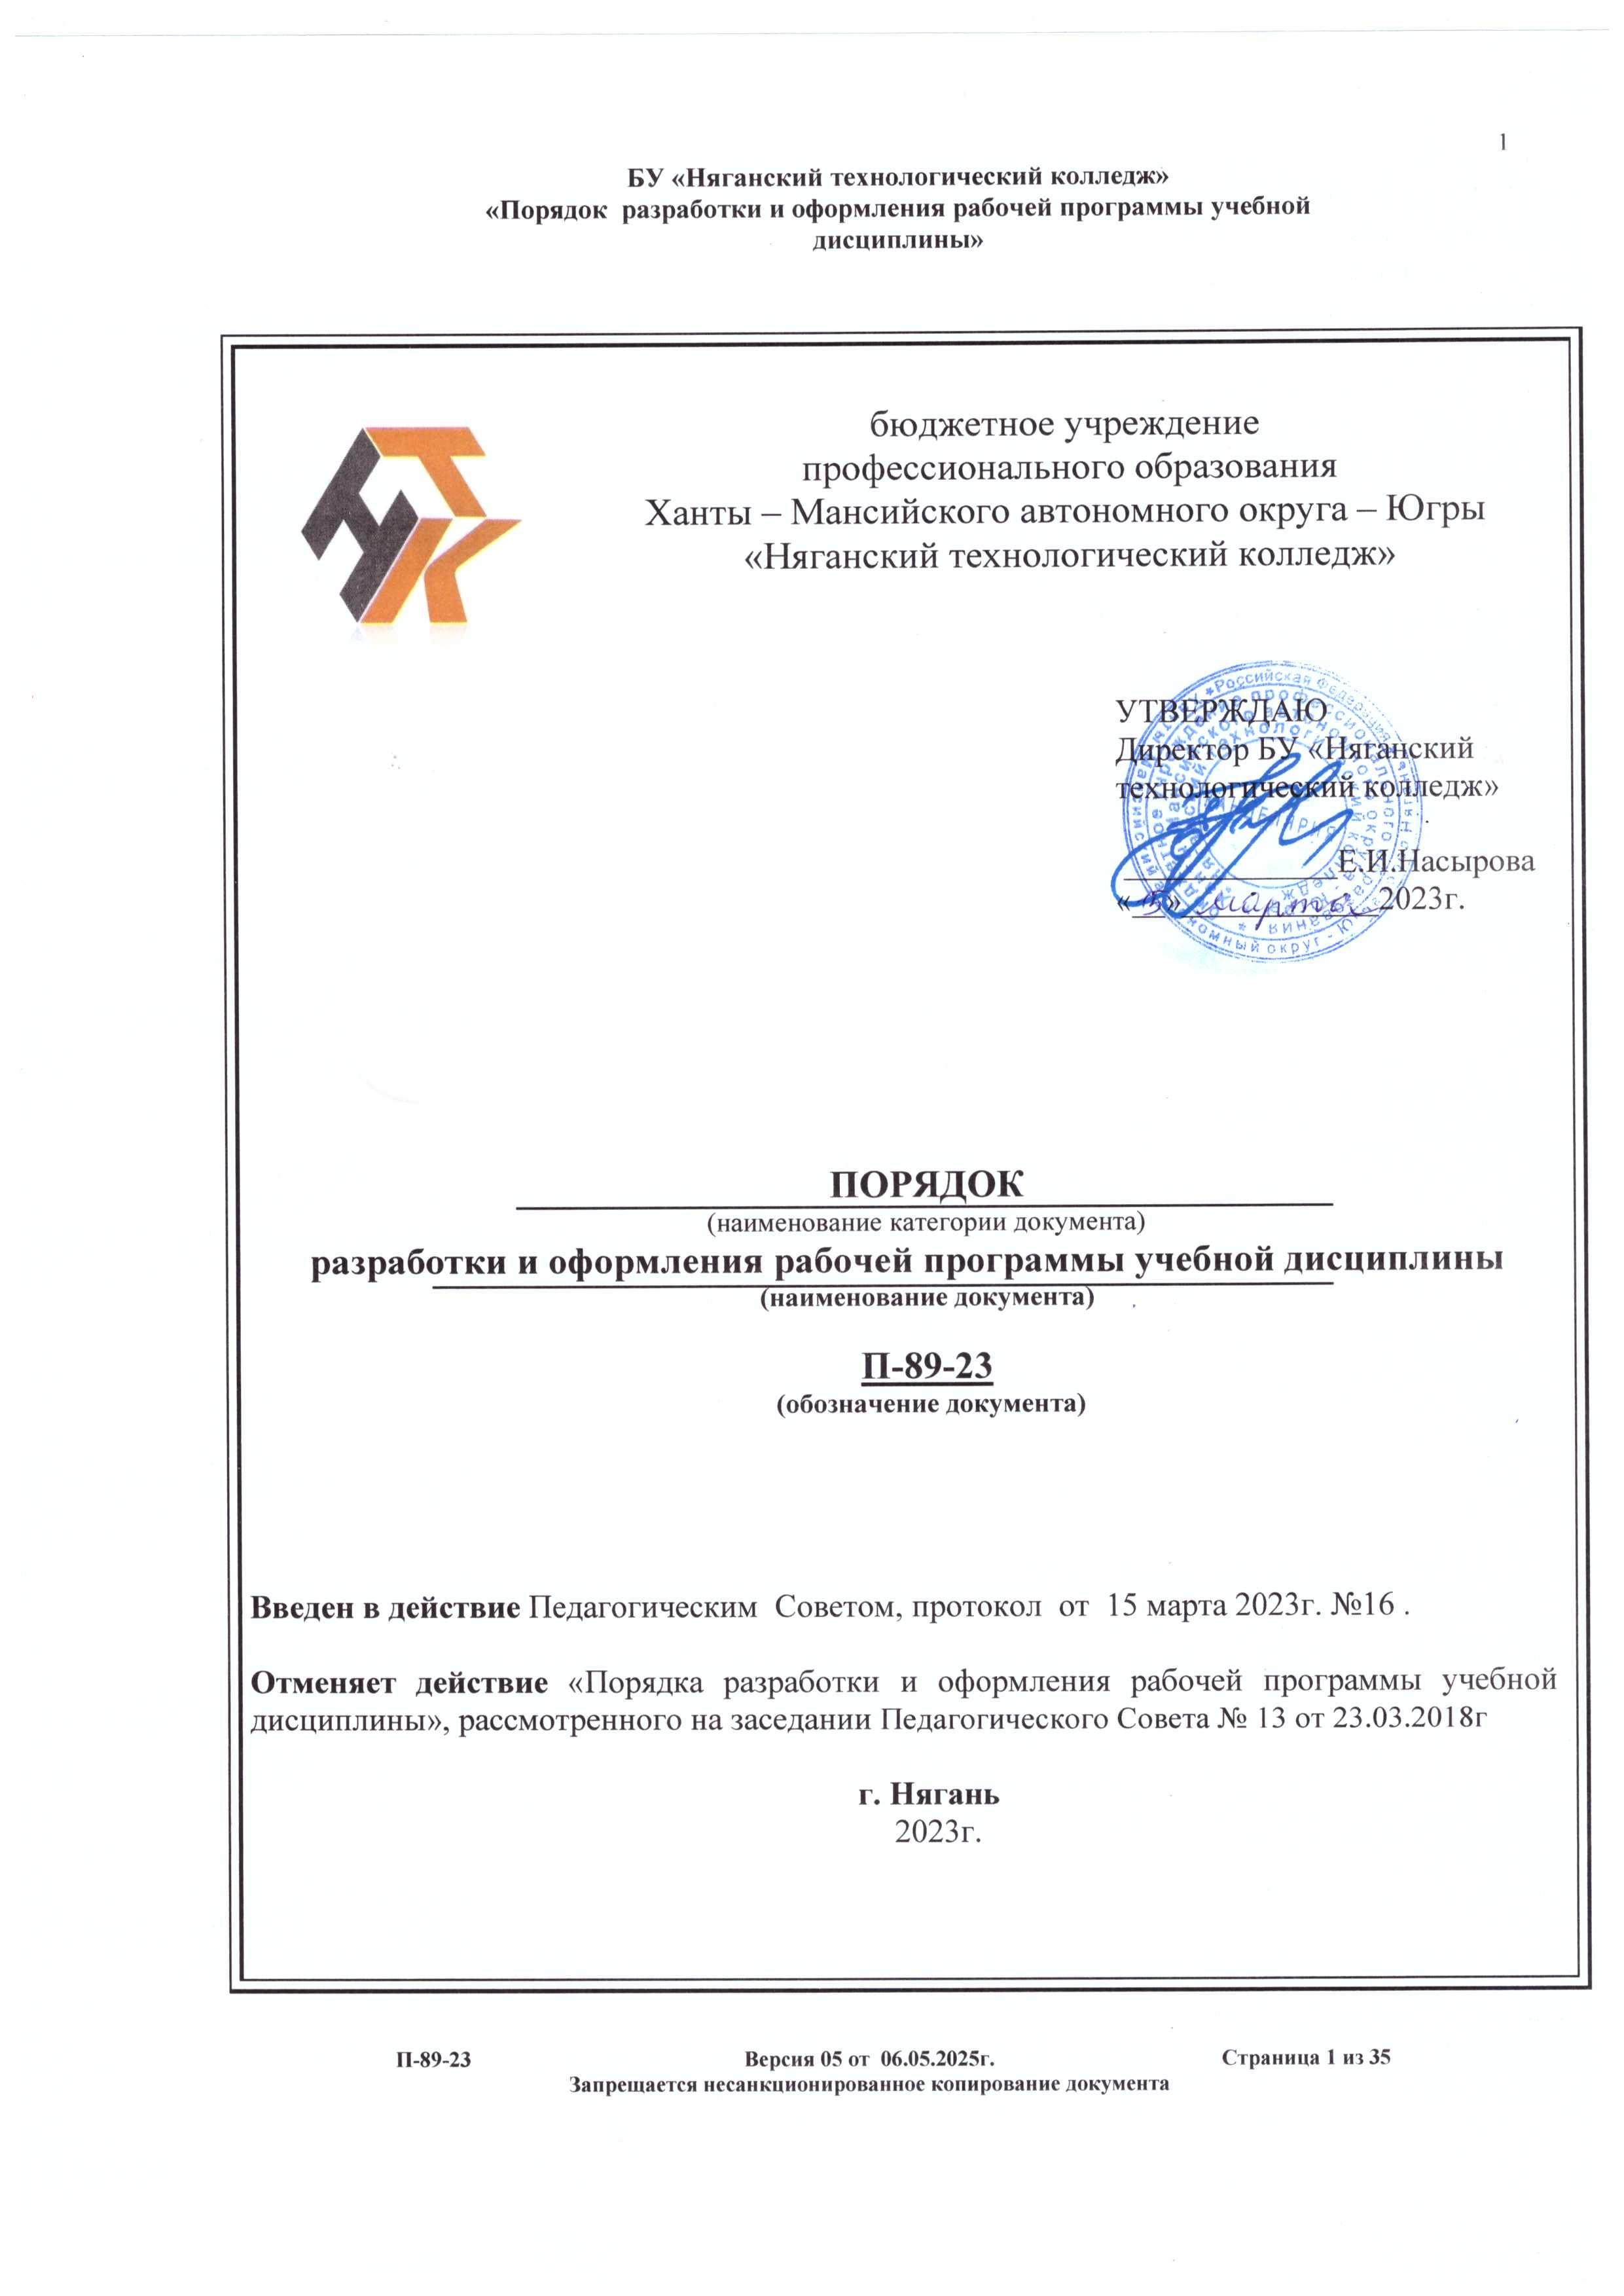 1
БУ «Няганский технологический колледж»
«Порядок разработки и оформления рабочей программы учебной
дисциплины»
НТК
бюджетное учреждение
профессионального образования
Ханты – Мансийского автономного округа – Югры
«Няганский технологический колледж»
УТВЕРЖДАЮ
Директор БУ «Няганский
технологический колледж»
Е.И.Насырова
«15» марта 2023г.
ПОРЯДОК
(наименование категории документа)
разработки и оформления рабочей программы учебной дисциплины
(наименование документа)
П-89-23
(обозначение документа)
Введен в действие Педагогическим Советом, протокол от 15 марта 2023г. №16 .
Отменяет действие «Порядка разработки и оформления рабочей программы учебной
дисциплины», рассмотренного на заседании Педагогического Совета № 13 от 23.03.2018г
г. Нягань
2023г.
П-89-23 Версия 05 от 06.05.2025г. Страница 1 из 35
Запрещается несанкционированное копирование документа